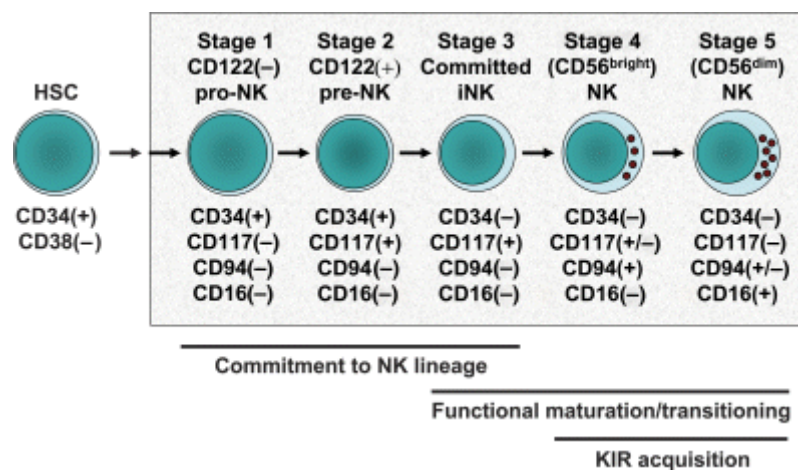 HSC
CD34(+)
CD38(–)
Stage 1
CD122(–)
pro-NK
CD34(+)
CD117(–)
CD94(–)
CD16(–)
Stage 2
CD122(+)
pre-NK
CD34(+)
CD117(+)
CD94(–)
CD16(–)
Stage 3
Committed
iNK
CD34(–)
CD117(+)
CD94(–)
CD16(–)
Stage 4
(CD56bright)
NK
CD34(–)
CD117(+/–)
CD94(+)
CD16(–)
Stage 5
(CD56dim)
NK
CD34(–)
CD117(–)
CD94(+/–)
CD16(+)
Commitment to NK lineage
Functional maturation/transitioning
KIR acquisition